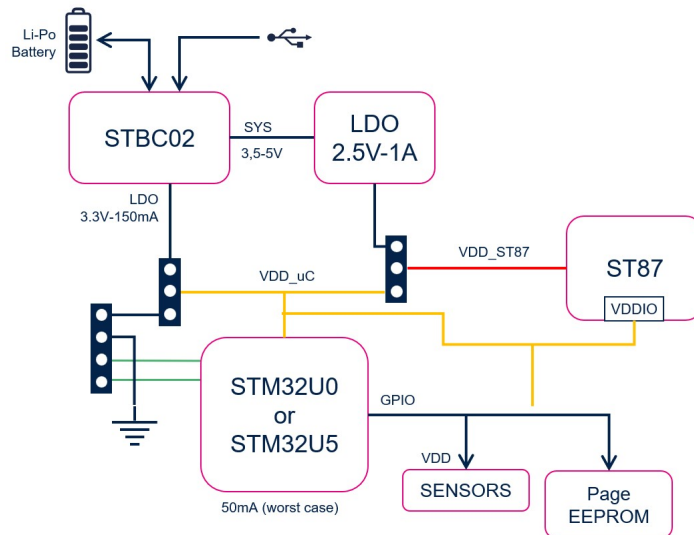 Li-Po
Battery
STBC02
SYS
3,5-5V
LDO
2.5V-1A
LDO
3.3V-150mA
VDD_uC
VDD_ST87
ST87
VDDIO
STM32U0
or
STM32U5
GPIO
VDD
SENSORS
Page
EEPROM
50mA (worst case)